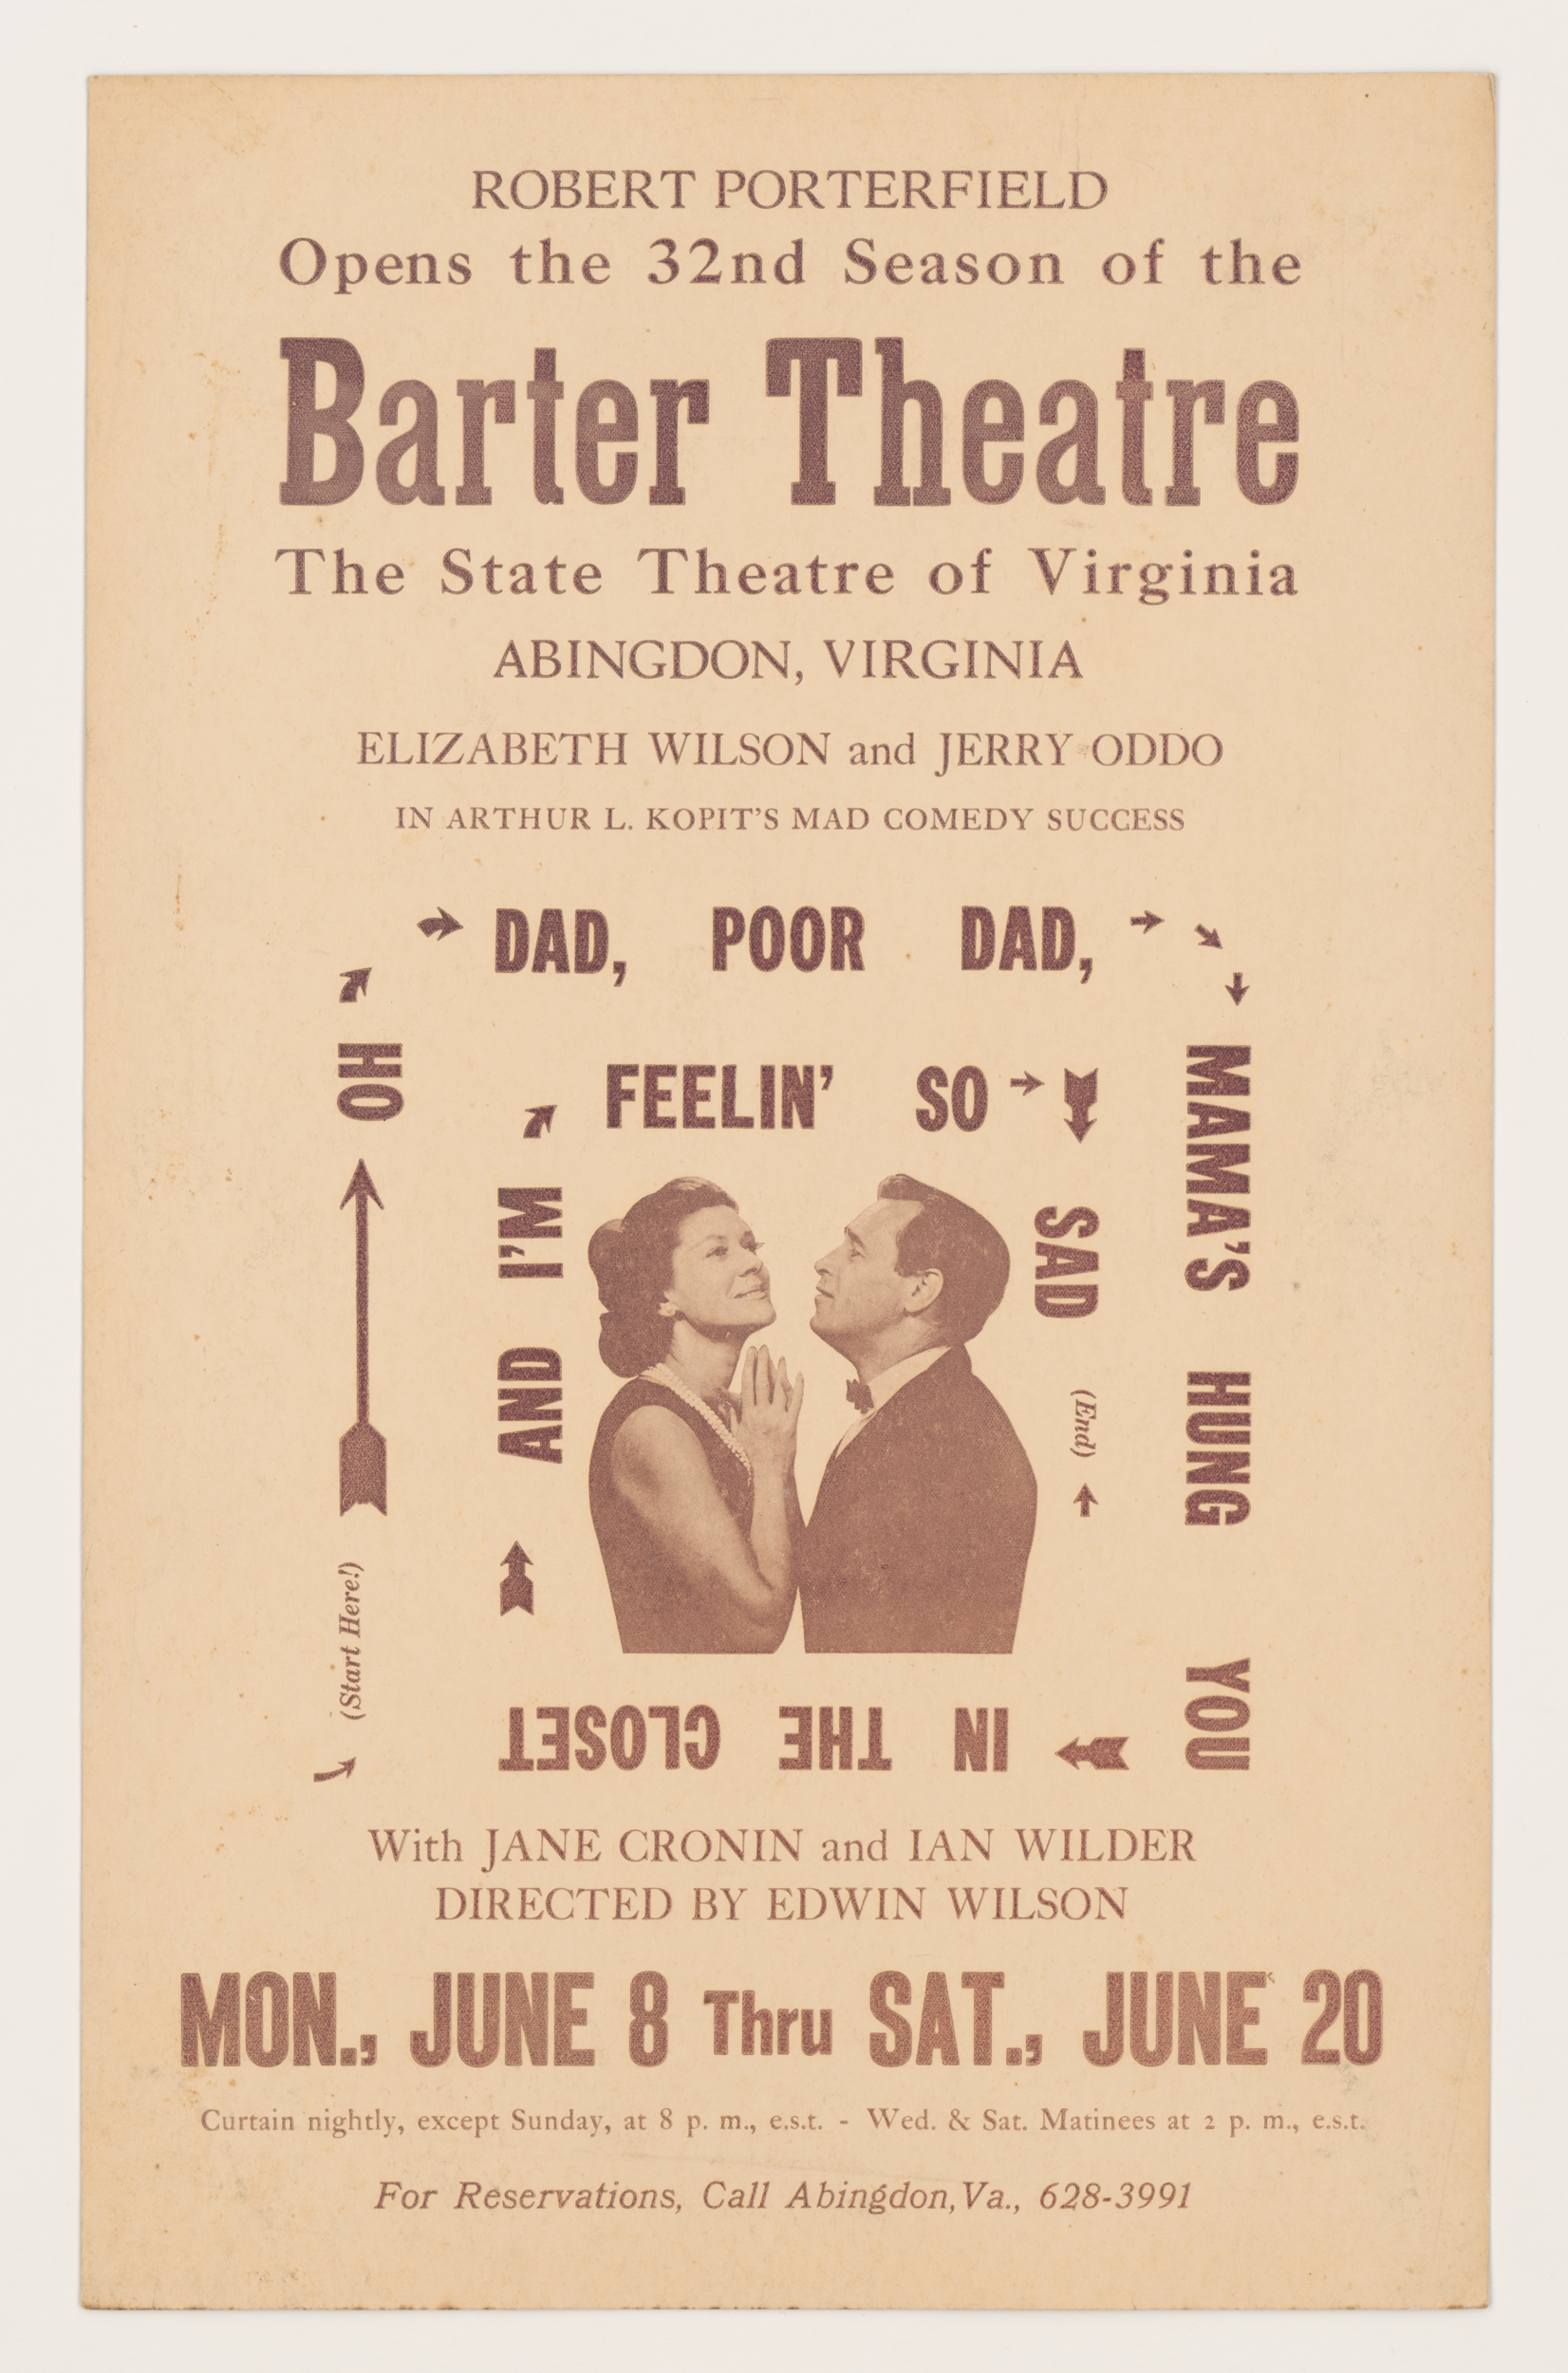 ROBERT PORTERFIELD
Opens the 32nd Season of the
Barter Theatre
The State Theatre of Virginia
ABINGDON, VIRGINIA
ELIZABETH WILSON and JERRY ODDO
IN ARTHUR L. KOPIT'S MAD COMEDY SUCCESS
(Start Here!)
OH
DAD, POOR DAD,
MAMA'S HUNG YOU
IN THE CLOSET
AND I'M
FEELIN' SO
SAD
(End)
With JANE CRONIN and IAN WILDER
DIRECTED BY EDWIN WILSON
MON., JUNE 8 Thru SAT., JUNE 20
Curtain nightly, except Sunday, at 8 p. m., e.s.t. - Wed. & Sat. Matinees at 2 p. m., e.s.t.
For Reservations, Call Abingdon, Va., 628-3991